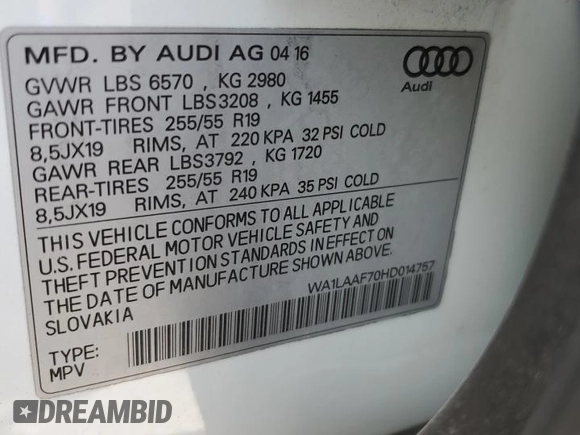 MFD. BY AUDI AG 04 16
Audi
GVWR LBS 6570 , KG 2980
GAWR FRONT LBS3208 , KG 1455
FRONT-TIRES 255/55 R19
8,5JX19 RIMS, AT 220 KPA 32 PSI COLD
GAWR REAR LBS3792 , KG 1720
REAR-TIRES 255/55 R19
8,5JX19 RIMS, AT 240 KPA 35 PSI COLD
THIS VEHICLE CONFORMS TO ALL APPLICABLE
U.S. FEDERAL MOTOR VEHICLE SAFETY AND
THEFT PREVENTION STANDARDS IN EFFECT ON
THE DATE OF MANUFACTURE SHOWN ABOVE.
SLOVAKIA
WA1LAAF70HD014757
TYPE:
MPV
DREAMBID